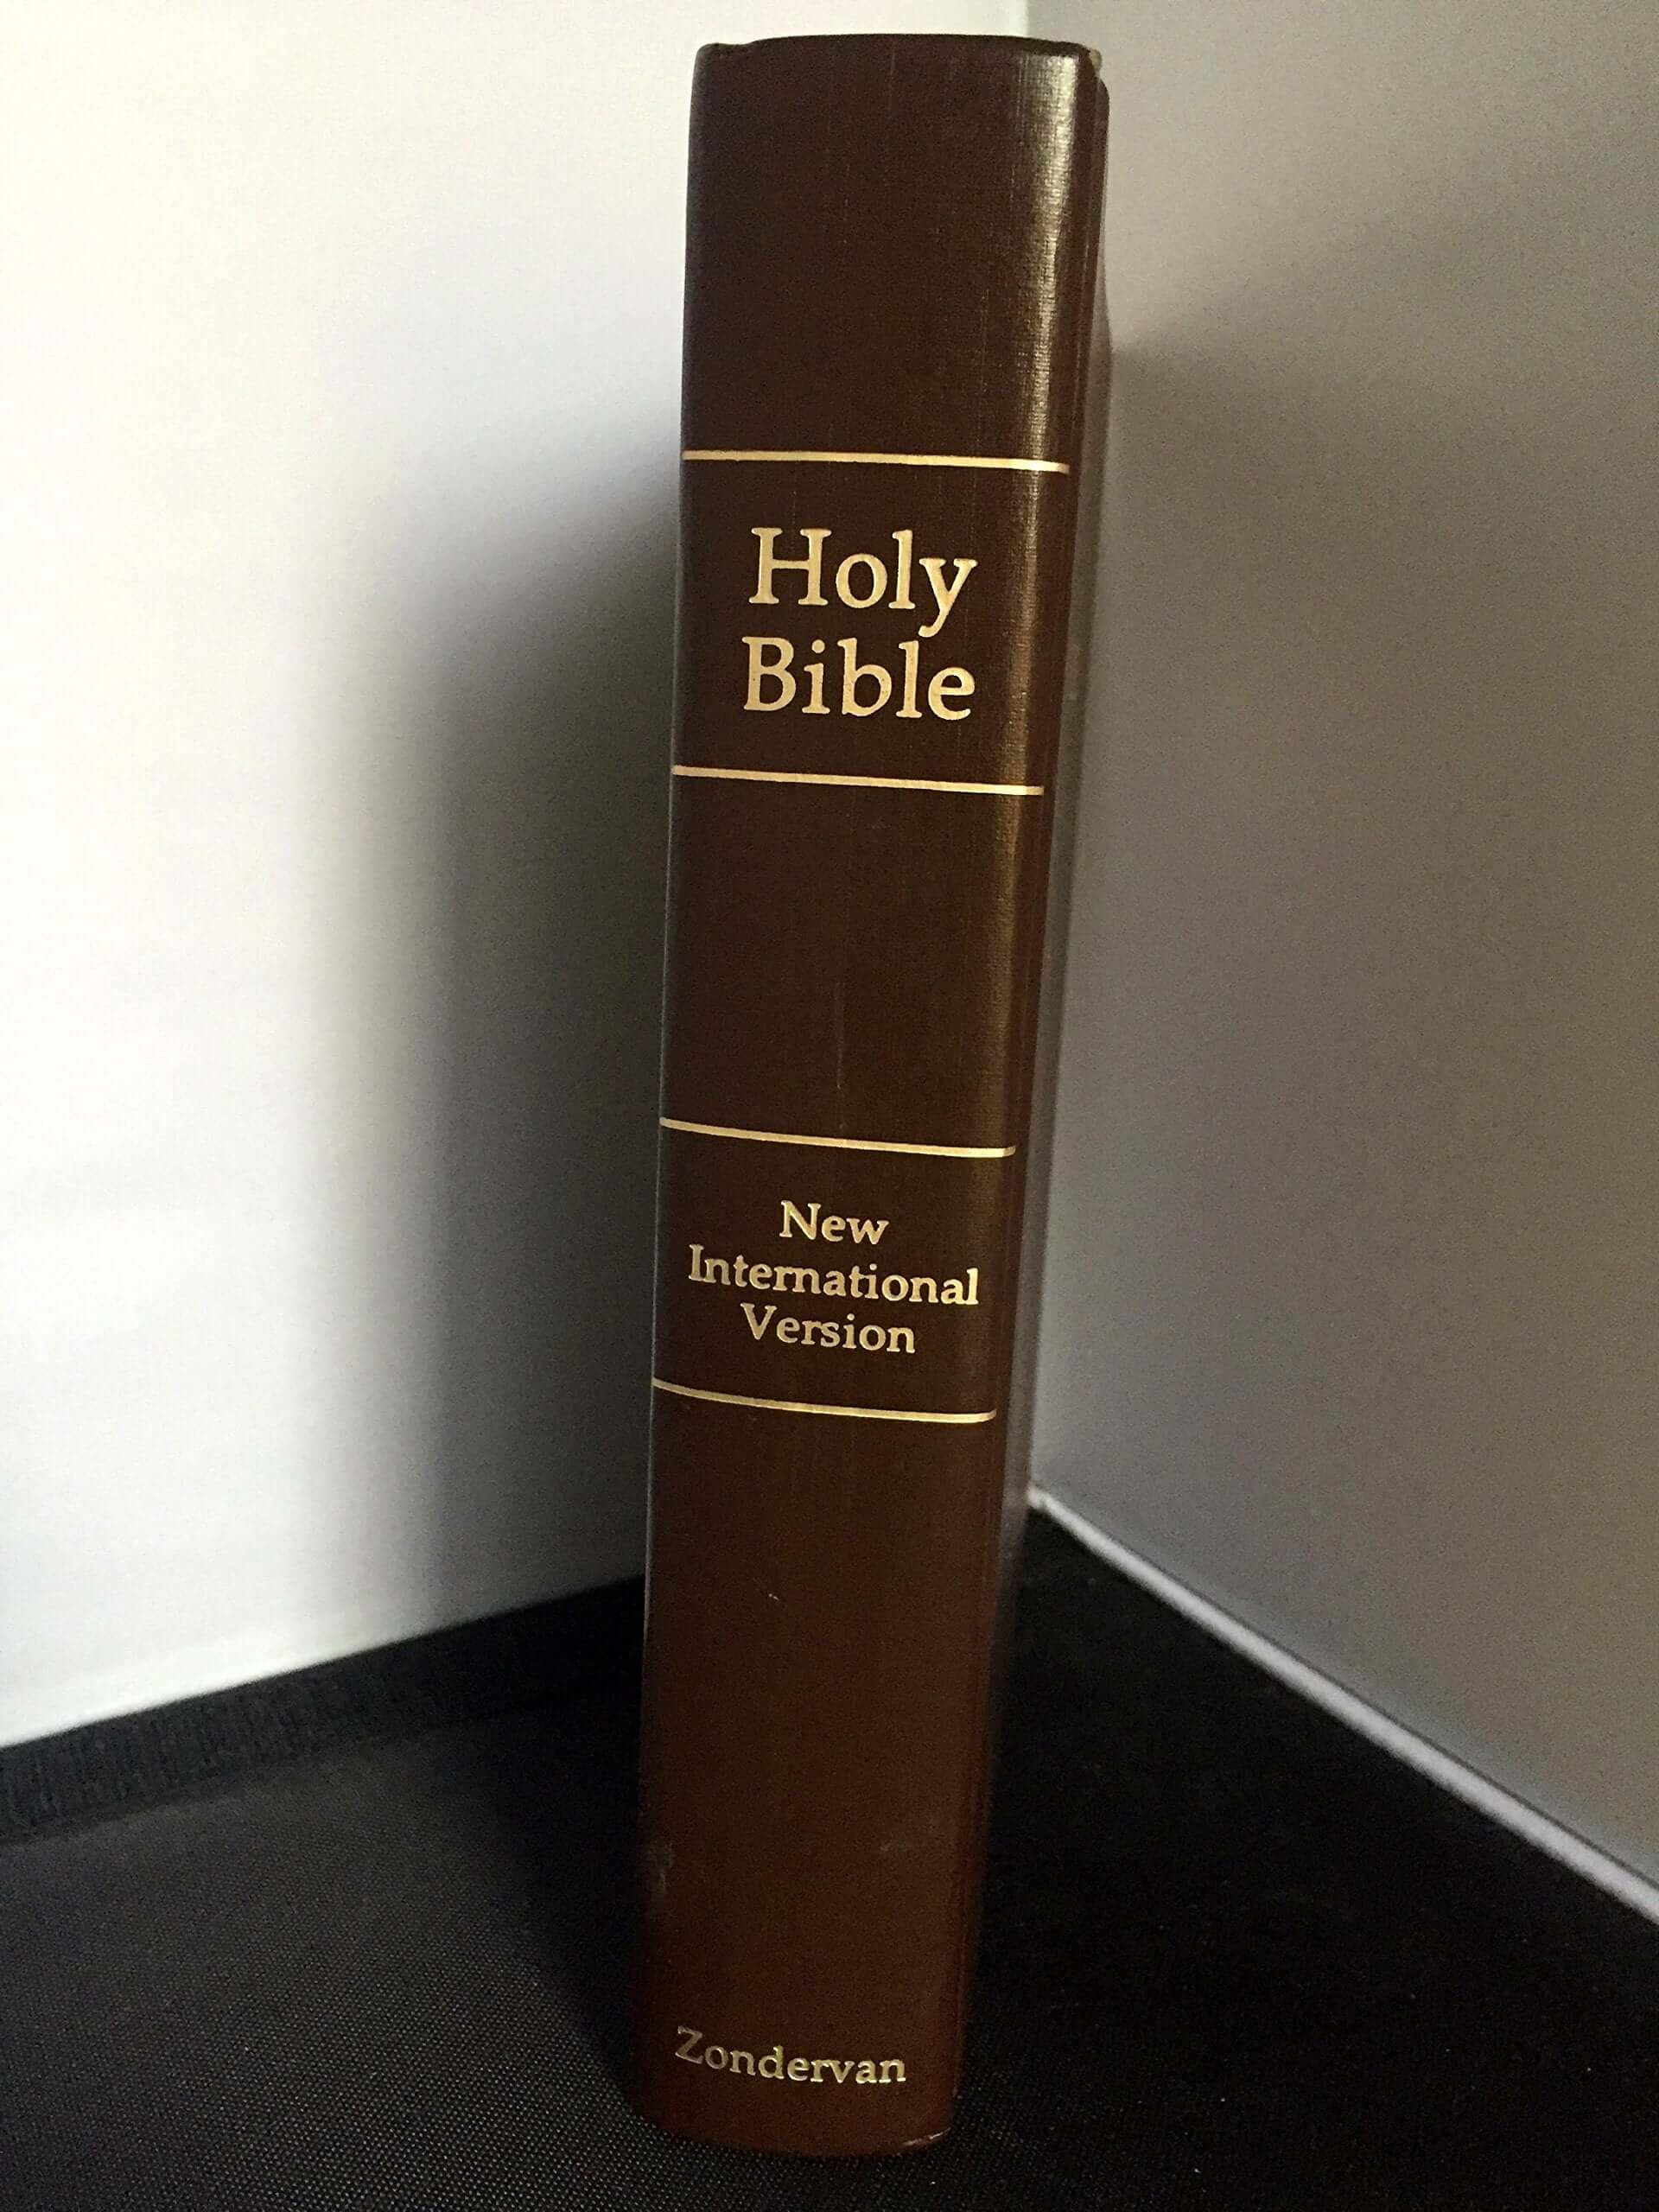 Holy
Bible
New
International
Version
Zondervan